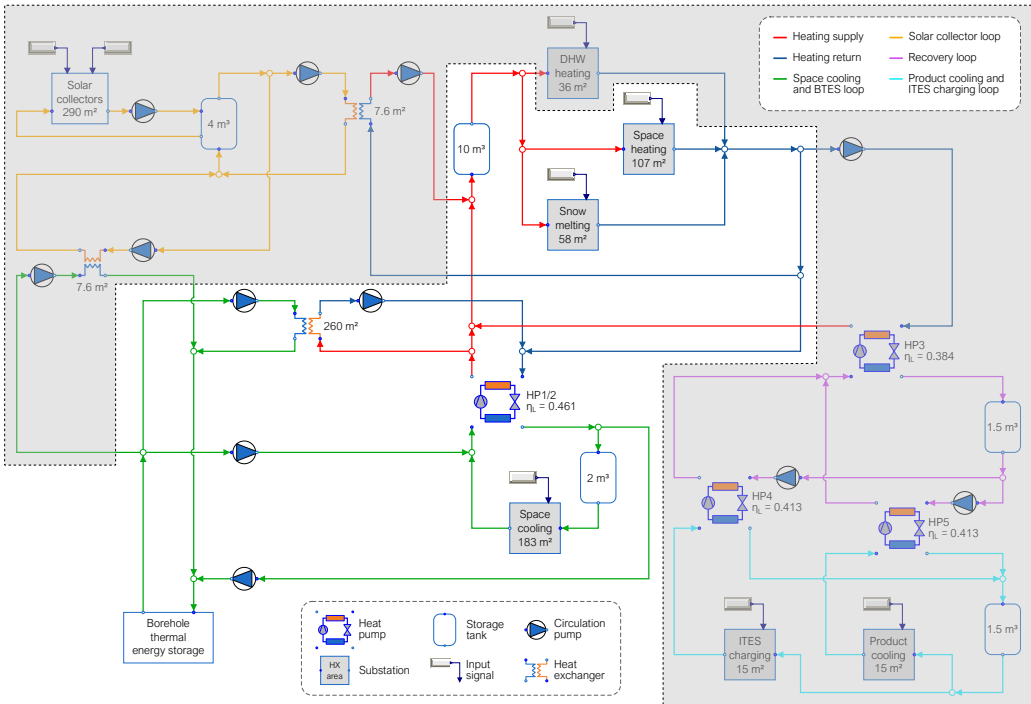 Solar
collectors
290 m²
4 m³
7.6 m²
7.6 m²
10 m³
DHW
heating
36 m²
Space
heating
107 m²
Snow
melting
58 m²
Heating supply
Heating return
Space cooling
and BTES loop
Solar collector loop
Recovery loop
Product cooling and
ITES charging loop
260 m²
HP1/2
ηL = 0.461
HP3
ηL = 0.384
1.5 m³
2 m³
Space
cooling
183 m²
HP4
ηL = 0.413
HP5
ηL = 0.413
Borehole
thermal
energy storage
ITES
charging
15 m²
Product
cooling
15 m²
1.5 m³
Heat
pump
Storage
tank
Circulation
pump
HX
area
Substation
Input
signal
Heat
exchanger